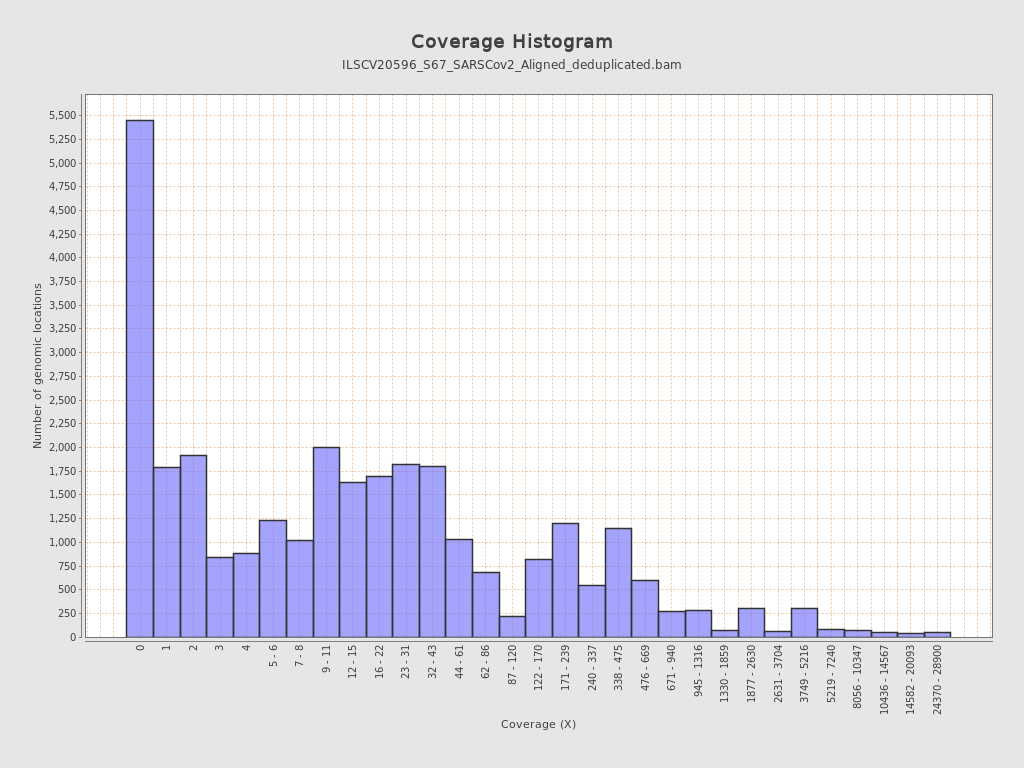 Coverage Histogram
ILSCV20596_S67_SARSCov2_Aligned_deduplicated.bam
Number of genomic locations
5,500
5,250
5,000
4,750
4,500
4,250
4,000
3,750
3,500
3,250
3,000
2,750
2,500
2,250
2,000
1,750
1,500
1,250
1,000
750
500
250
0
0
1
2
3
4
5 - 6
7 - 8
9 - 11
12 - 15
16 - 22
23 - 31
32 - 43
44 - 61
62 - 86
87 - 120
122 - 170
171 - 239
240 - 337
338 - 475
476 - 669
671 - 940
945 - 1316
1330 - 1859
1877 - 2630
2631 - 3704
3749 - 5216
5219 - 7240
8056 - 10347
10436 - 14567
14582 - 20093
24370 - 28900
Coverage (X)